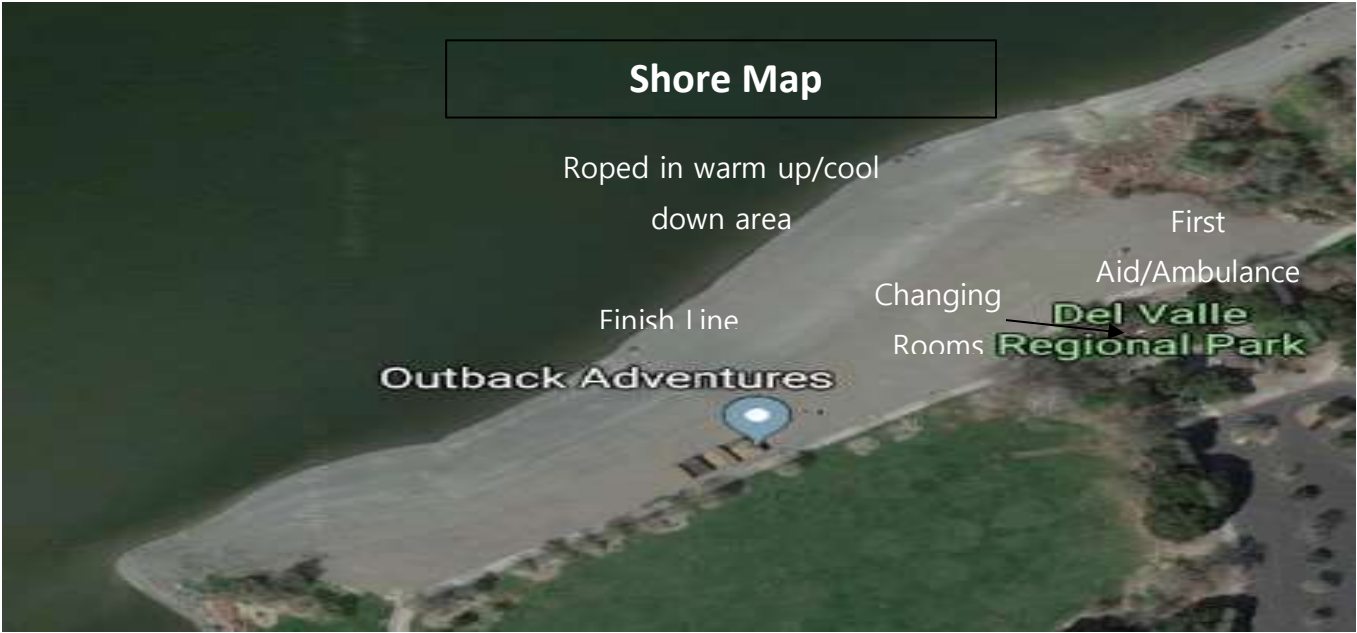 Shore Map
Roped in warm up/cool
down area
First
Aid/Ambulance
Changing
Rooms
Del Valle
Regional Park
Finish Line
Outback Adventures